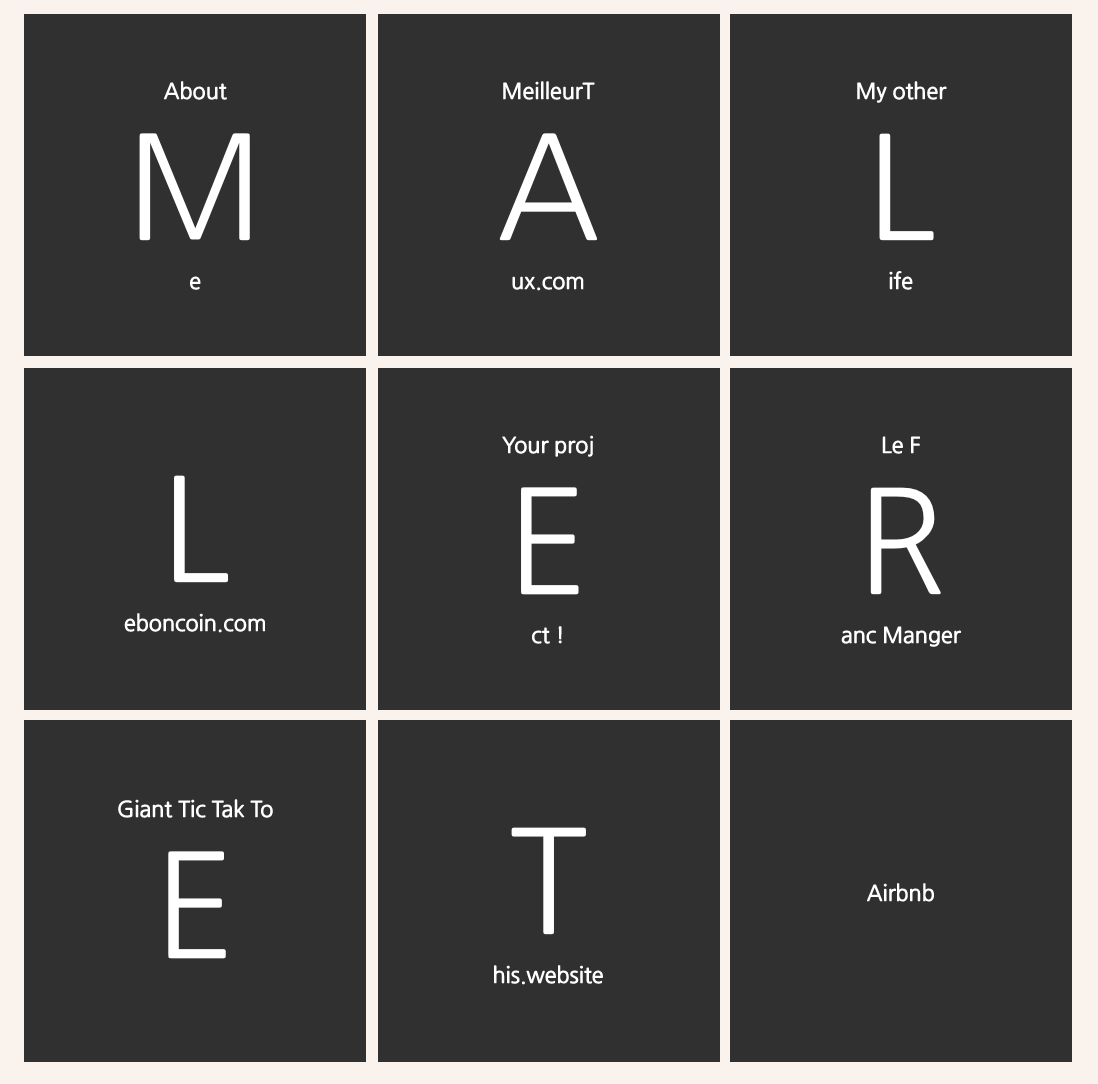 About
M
e
MeilleurT
A
ux.com
My other
L
ife
L
eboncoin.com
Your proj
E
ct !
Le F
R
anc Manger
Giant Tic Tak To
E
T
his.website
Airbnb